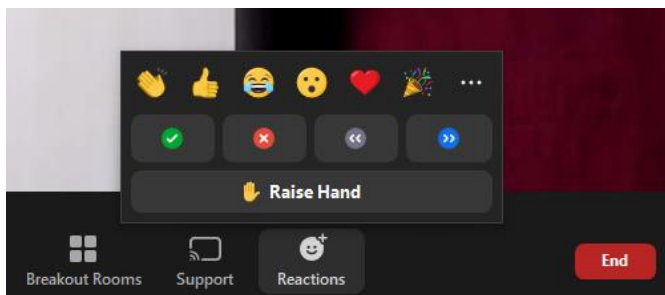 Raise Hand
Breakout Rooms
Support
Reactions
End